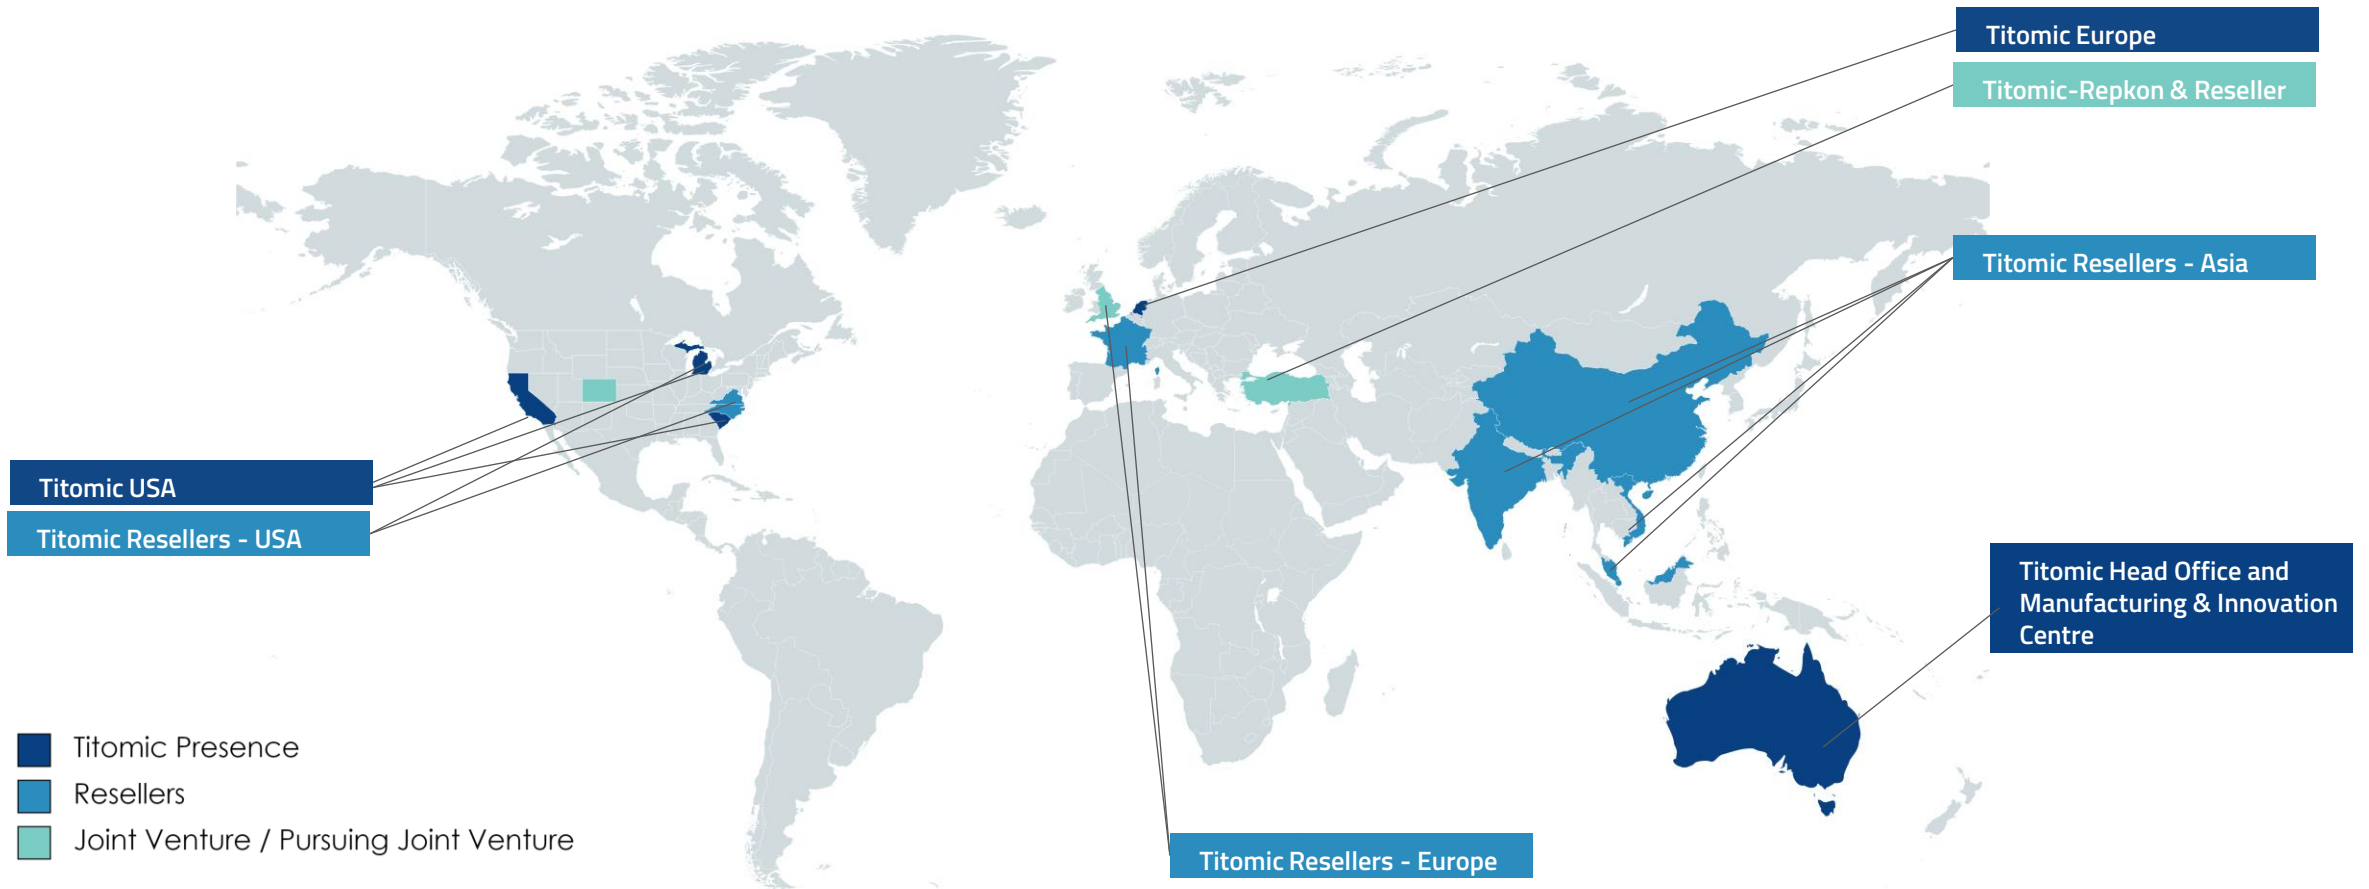 Titomic Europe
Titomic-Repkon & Reseller
Titomic Resellers - Asia
Titomic USA
Titomic Resellers - USA
Titomic Head Office and
Manufacturing & Innovation
Centre
Titomic Presence
Resellers
Joint Venture / Pursuing Joint Venture
Titomic Resellers - Europe